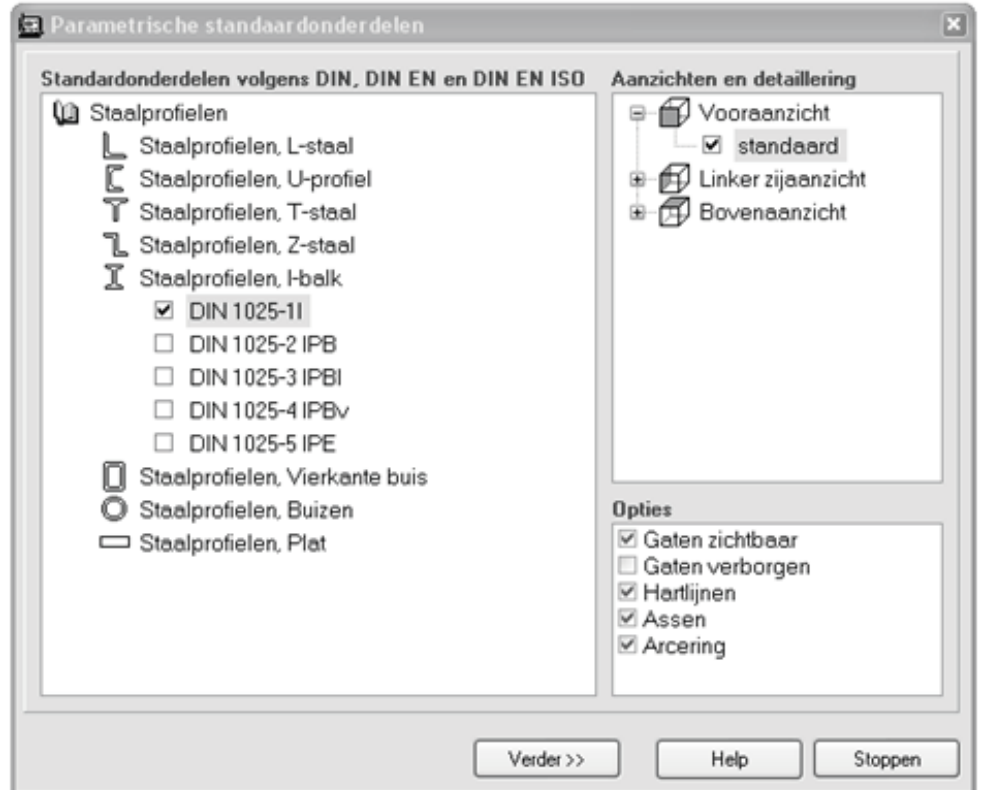 Parametrische standaardonderdelen
Standardonderdelen volgens DIN, DIN EN en DIN EN ISO
Staalprofielen
Staalprofielen, L-staal
Staalprofielen, U-profiel
Staalprofielen, T-staal
Staalprofielen, Z-staal
Staalprofielen, I-balk
DIN 1025-1I
DIN 1025-2 IPB
DIN 1025-3 IPBl
DIN 1025-4 IPBv
DIN 1025-5 IPE
Staalprofielen, Vierkante buis
Staalprofielen, Buizen
Staalprofielen, Plat
Aanzichten en detaillering
Vooraanzicht
standaard
Linker zijaanzicht
Bovenaanzicht
Opties
Gaten zichtbaar
Gaten verborgen
Hartlijnen
Assen
Arcering
Verder >>
Help
Stoppen